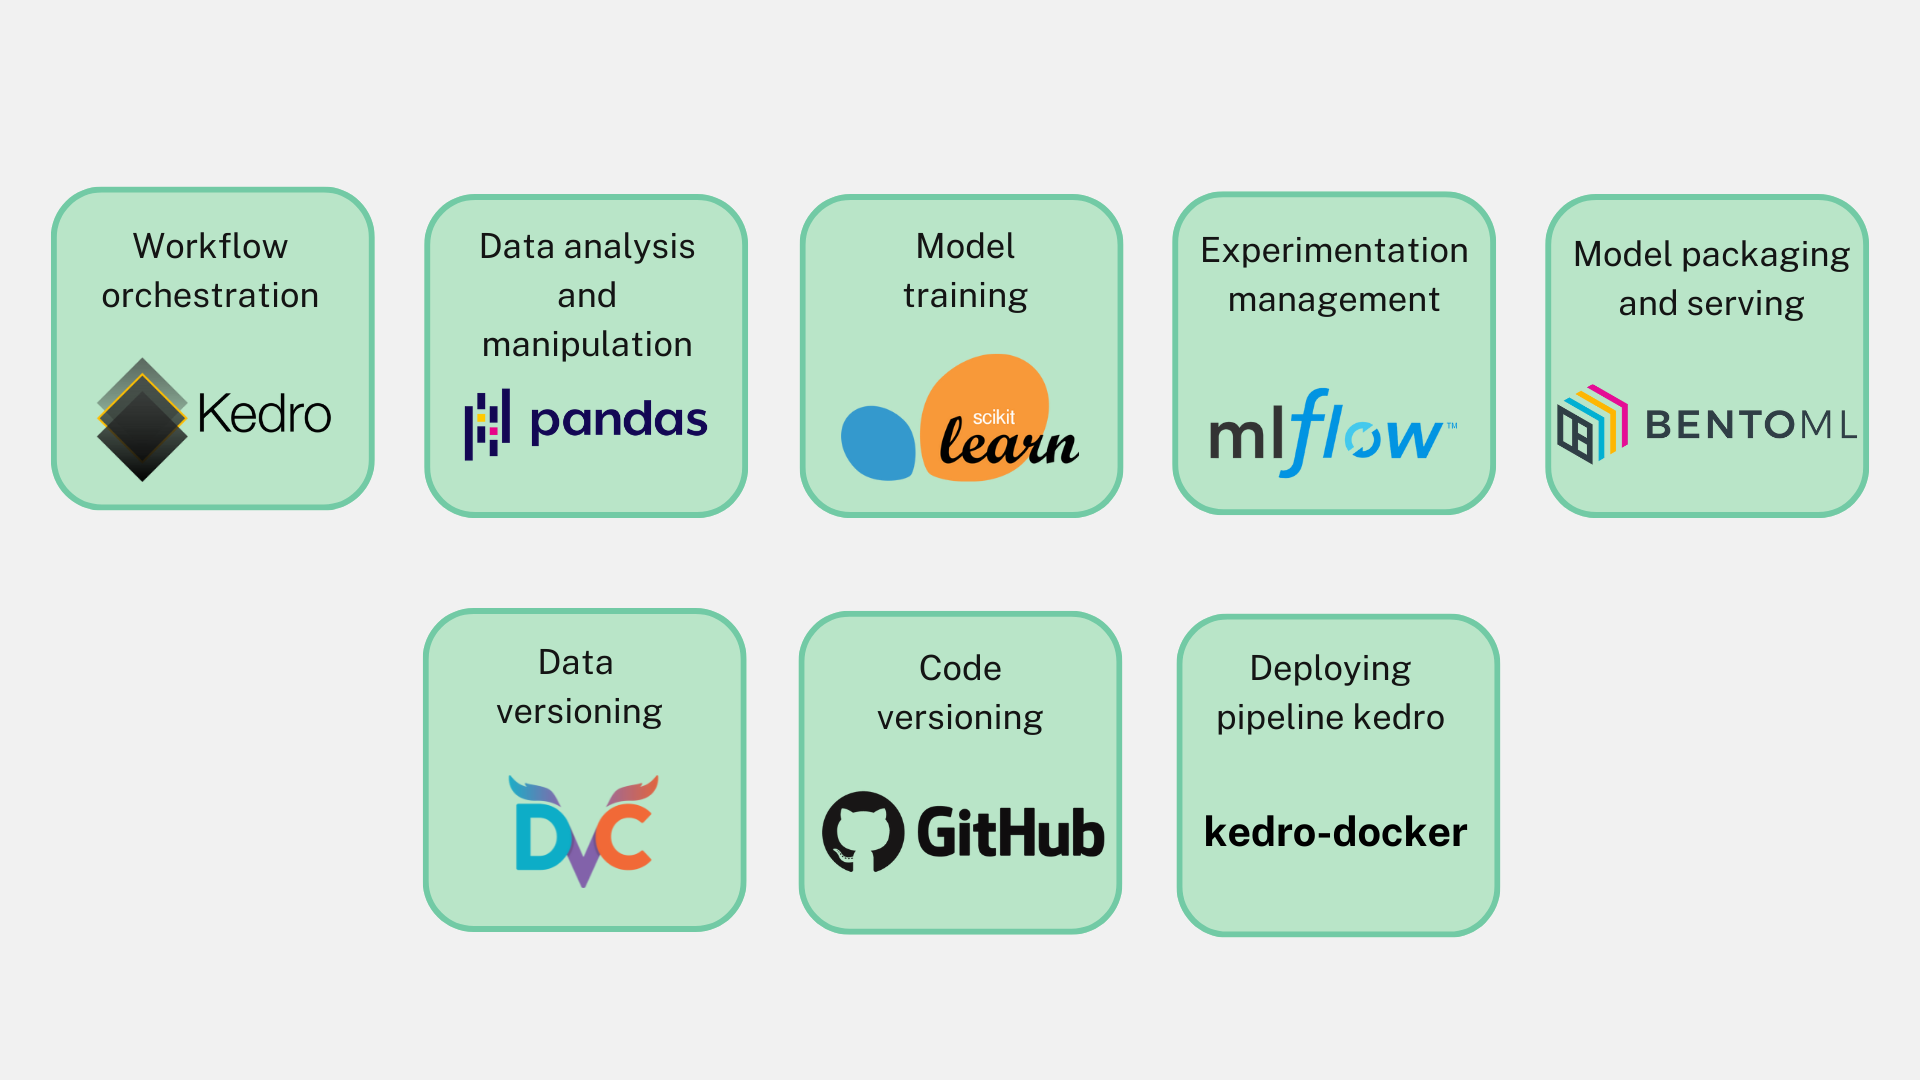 Workflow
orchestration
Kedro
Data analysis
and
manipulation
pandas
Model
training
scikit
learn
Experimentation
management
mlflow™
Model packaging
and serving
BENTOML
Data
versioning
DVC
Code
versioning
GitHub
Deploying
pipeline kedro
kedro-docker